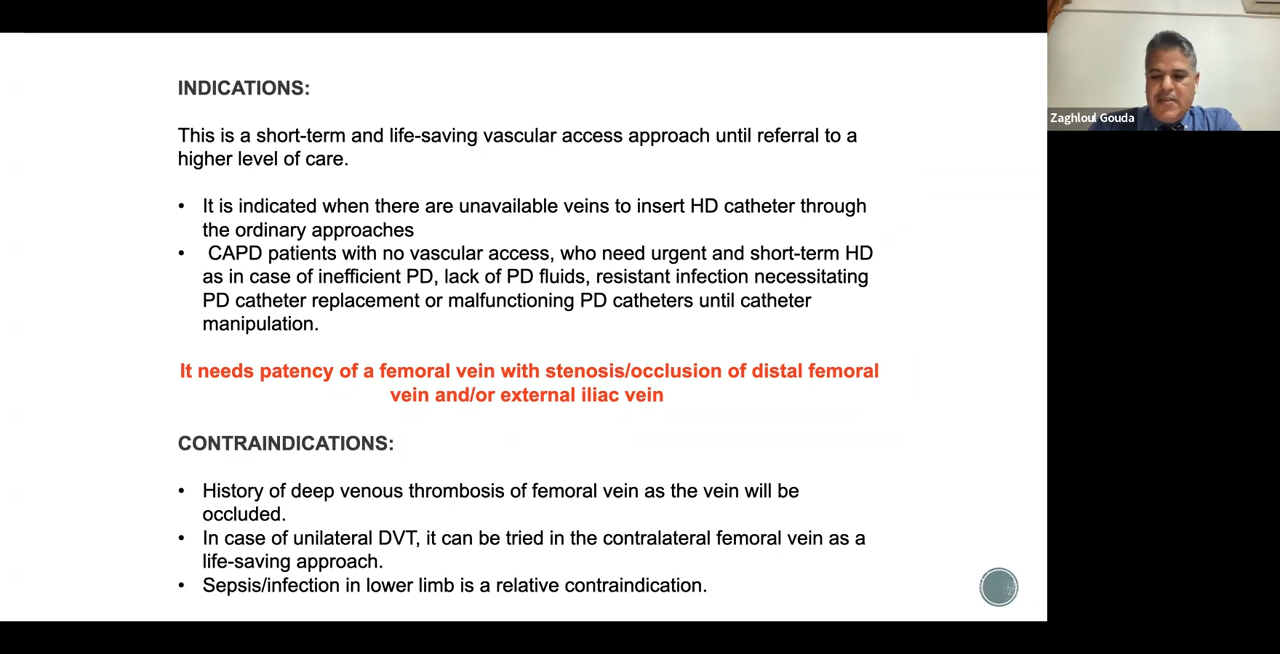 INDICATIONS:
This is a short-term and life-saving vascular access approach until referral to a
higher level of care.
• It is indicated when there are unavailable veins to insert HD catheter through
the ordinary approaches
• CAPD patients with no vascular access, who need urgent and short-term HD
as in case of inefficient PD, lack of PD fluids, resistant infection necessitating
PD catheter replacement or malfunctioning PD catheters until catheter
manipulation.
It needs patency of a femoral vein with stenosis/occlusion of distal femoral
vein and/or external iliac vein
CONTRAINDICATIONS:
• History of deep venous thrombosis of femoral vein as the vein will be
occluded.
• In case of unilateral DVT, it can be tried in the contralateral femoral vein as a
life-saving approach.
• Sepsis/infection in lower limb is a relative contraindication.
Zaghloul Gouda